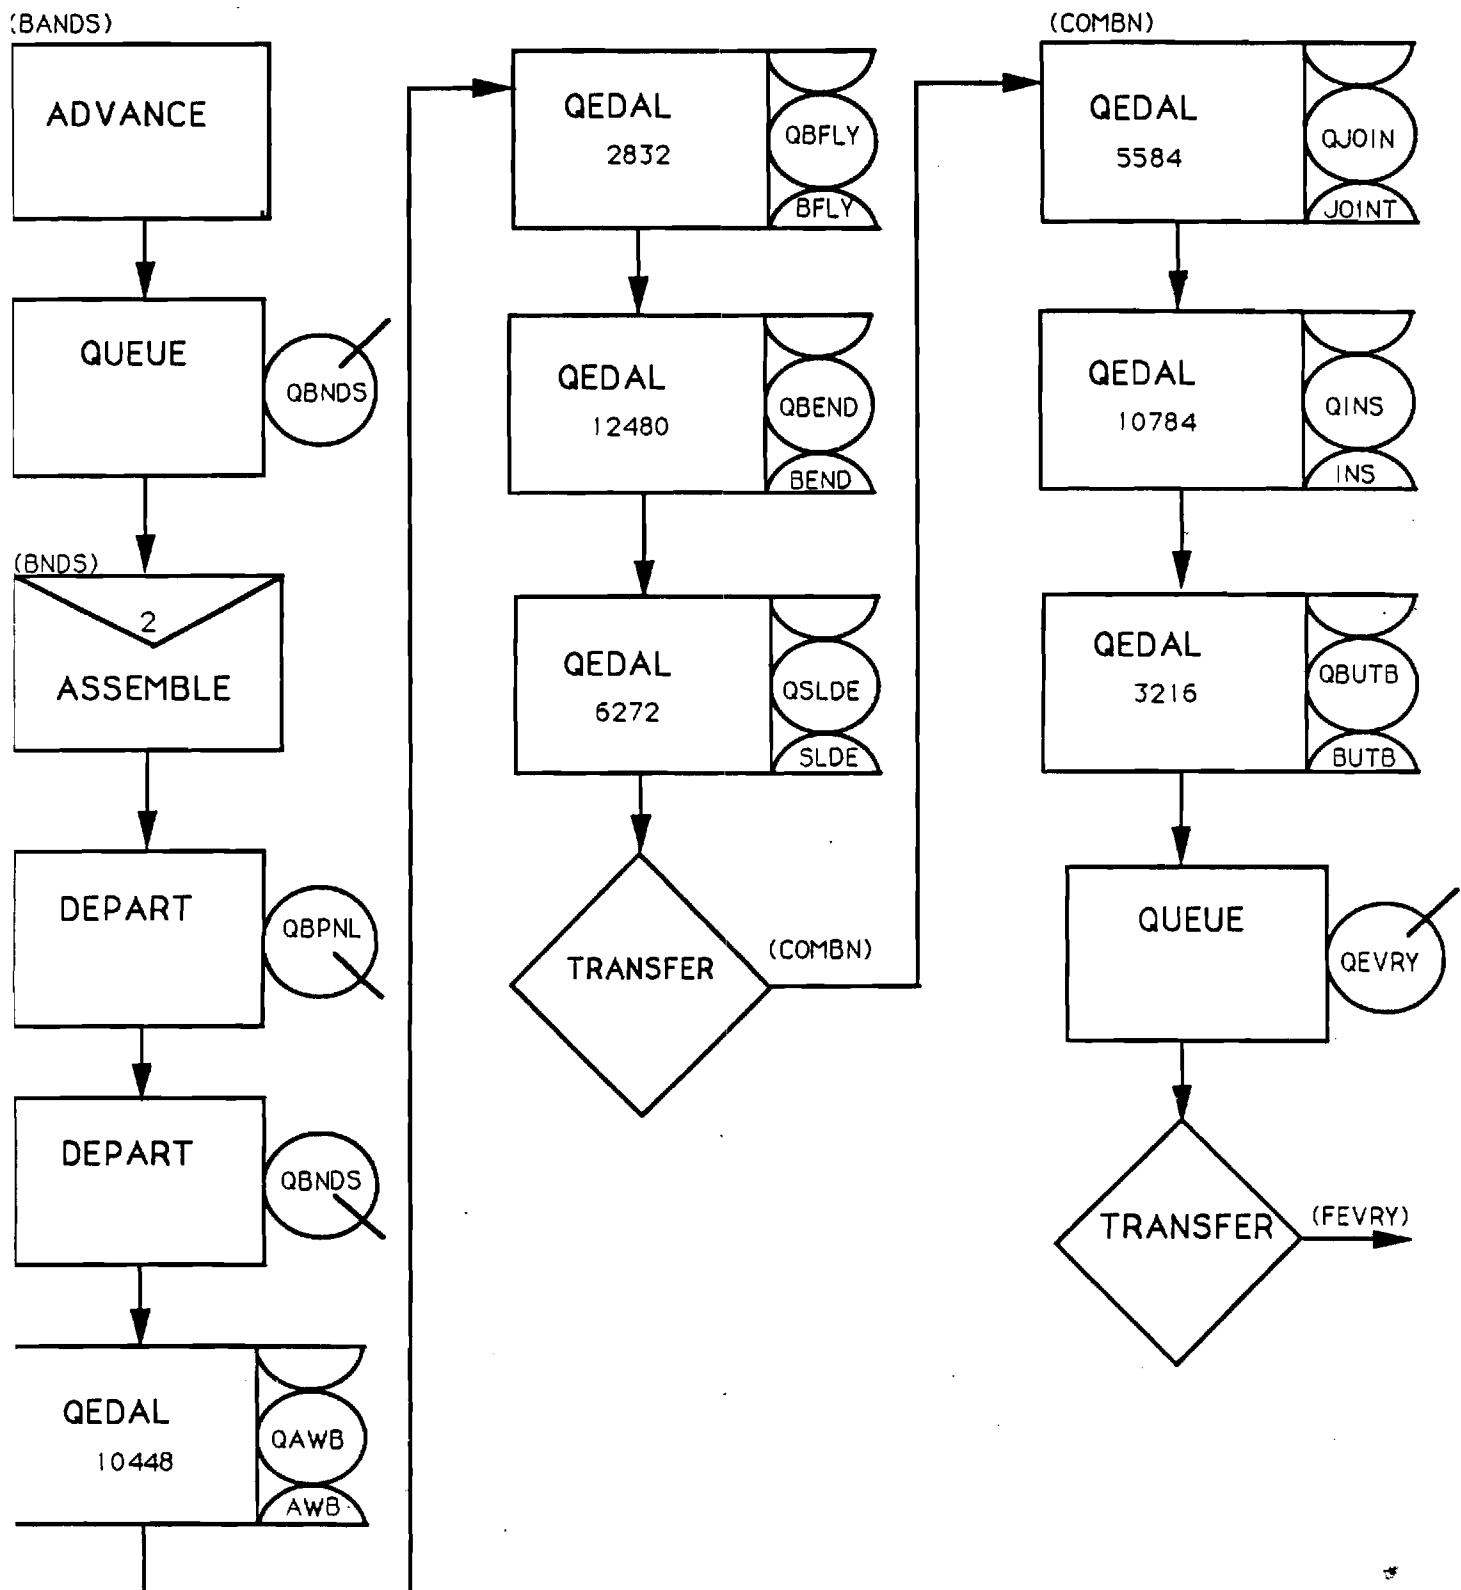 (BANDS)
ADVANCE
QUEUE
QBNDS
(BNDS)
2
ASSEMBLE
DEPART
QBPNL
DEPART
QBNDS
QEDAL
10448
QAWB
AWB
QEDAL
2832
QBFLY
BFLY
QEDAL
12480
QBEND
BEND
QEDAL
6272
QSLDE
SLDE
TRANSFER
(COMBN)
(COMBN)
QEDAL
5584
QJOIN
JOINT
QEDAL
10784
QINS
INS
QEDAL
3216
QBUTB
BUTB
QUEUE
QEVRY
TRANSFER
(FEVRY)